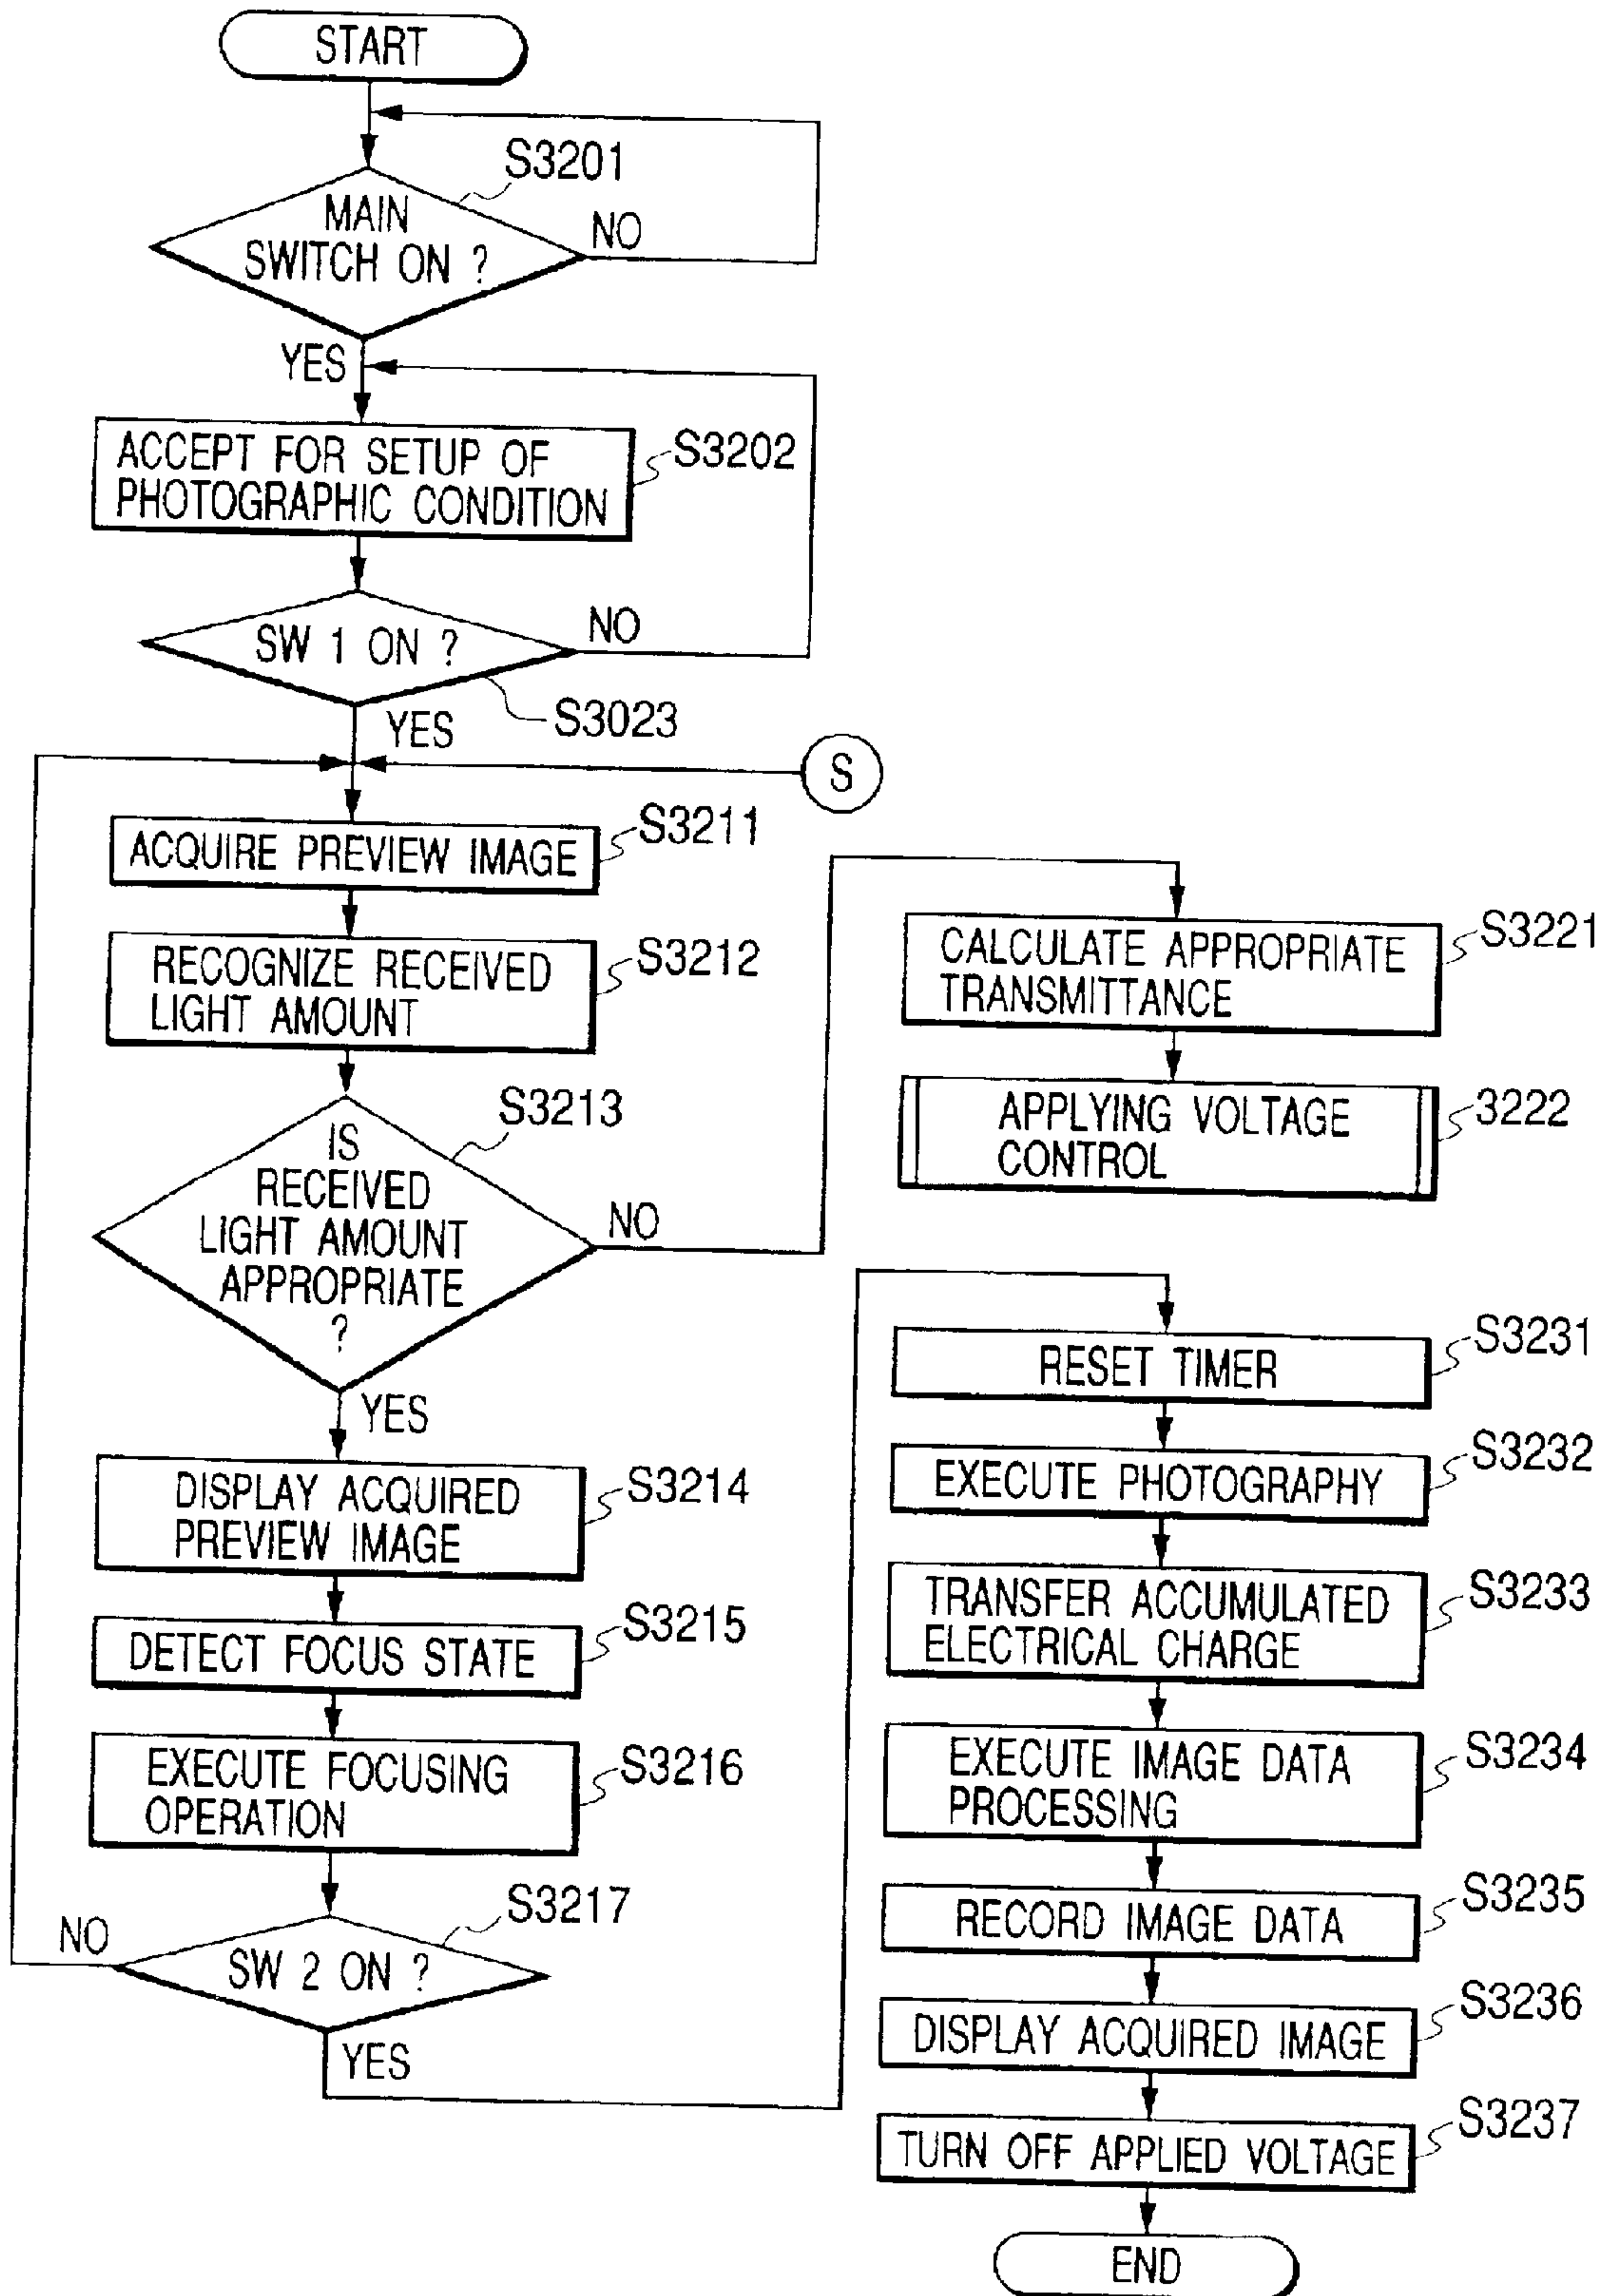 START
S3201
MAIN
SWITCH ON ?
NO
YES
ACCEPT FOR SETUP OF
PHOTOGRAPHIC CONDITION
S3202
SW 1 ON ?
NO
S3023
YES
S
ACQUIRE PREVIEW IMAGE
S3211
RECOGNIZE RECEIVED
LIGHT AMOUNT
S3212
S3213
IS
RECEIVED
LIGHT AMOUNT
APPROPRIATE
?
NO
YES
DISPLAY ACQUIRED
PREVIEW IMAGE
S3214
DETECT FOCUS STATE
S3215
EXECUTE FOCUSING
OPERATION
S3216
S3217
NO
SW 2 ON ?
YES
CALCULATE APPROPRIATE
TRANSMITTANCE
S3221
APPLYING VOLTAGE
CONTROL
3222
RESET TIMER
S3231
EXECUTE PHOTOGRAPHY
S3232
TRANSFER ACCUMULATED
ELECTRICAL CHARGE
S3233
EXECUTE IMAGE DATA
PROCESSING
S3234
RECORD IMAGE DATA
S3235
DISPLAY ACQUIRED IMAGE
S3236
TURN OFF APPLIED VOLTAGE
S3237
END